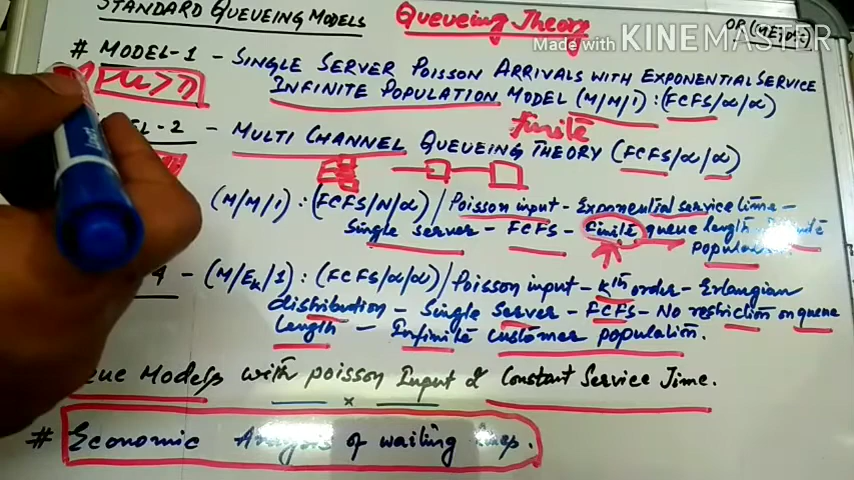 STANDARD QUEUEING MODELS Queueing Theory OR (METDSE)
Made with KINEMASTER
# MODEL-1 - SINGLE SERVER POISSON ARRIVALS WITH EXPONENTIAL SERVICE
INFINITE POPULATION MODEL (M/M/1) : (FCFS/∝/∝)
finite
2 - MULTI CHANNEL QUEUEING THEORY (FCFS/∝/∝)
(M/M/1) : (FCFS/N/∝) / Poisson input - Exponential service time -
Single server - FCFS - finite queue length
Population
4 - (M/Ek/1) : (FCFS/∝/∝) / Poisson input - Kth order - Erlangian
distribution - Single Server - FCFS - No restriction on queue
length - Infinite customer population.
Models with poisson Input & Constant Service Time.
# Economic of waiting